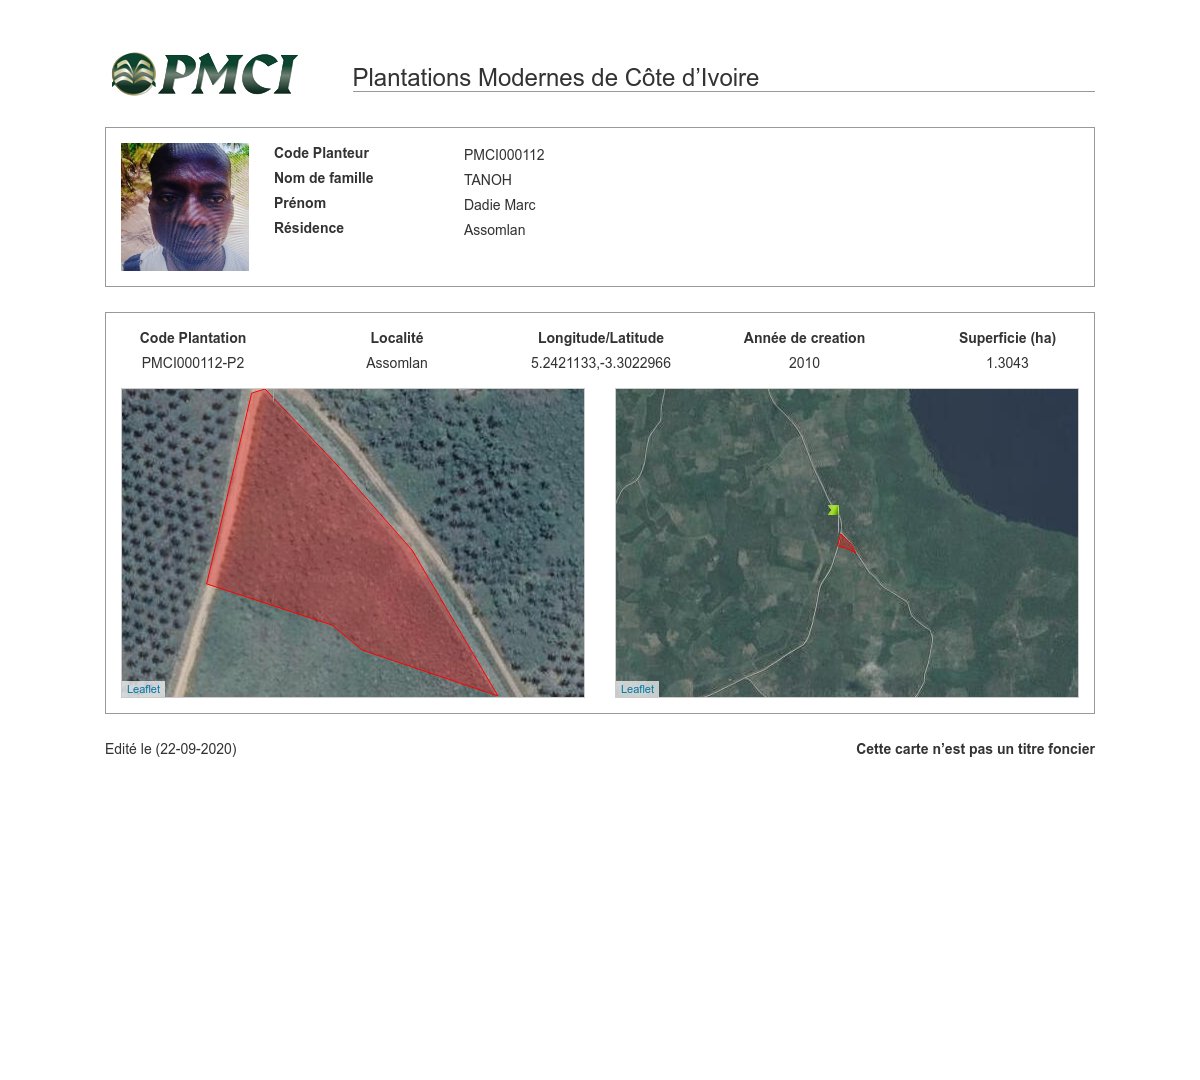 PMCI
Plantations Modernes de Côte d’Ivoire
Code Planteur PMCI000112
Nom de famille TANOH
Prénom Dadie Marc
Résidence Assomlan
Code Plantation Localité Longitude/Latitude Année de creation Superficie (ha)
PMCI000112-P2 Assomlan 5.2421133,-3.3022966 2010 1.3043
Leaflet Leaflet
Edité le (22-09-2020) Cette carte n’est pas un titre foncier